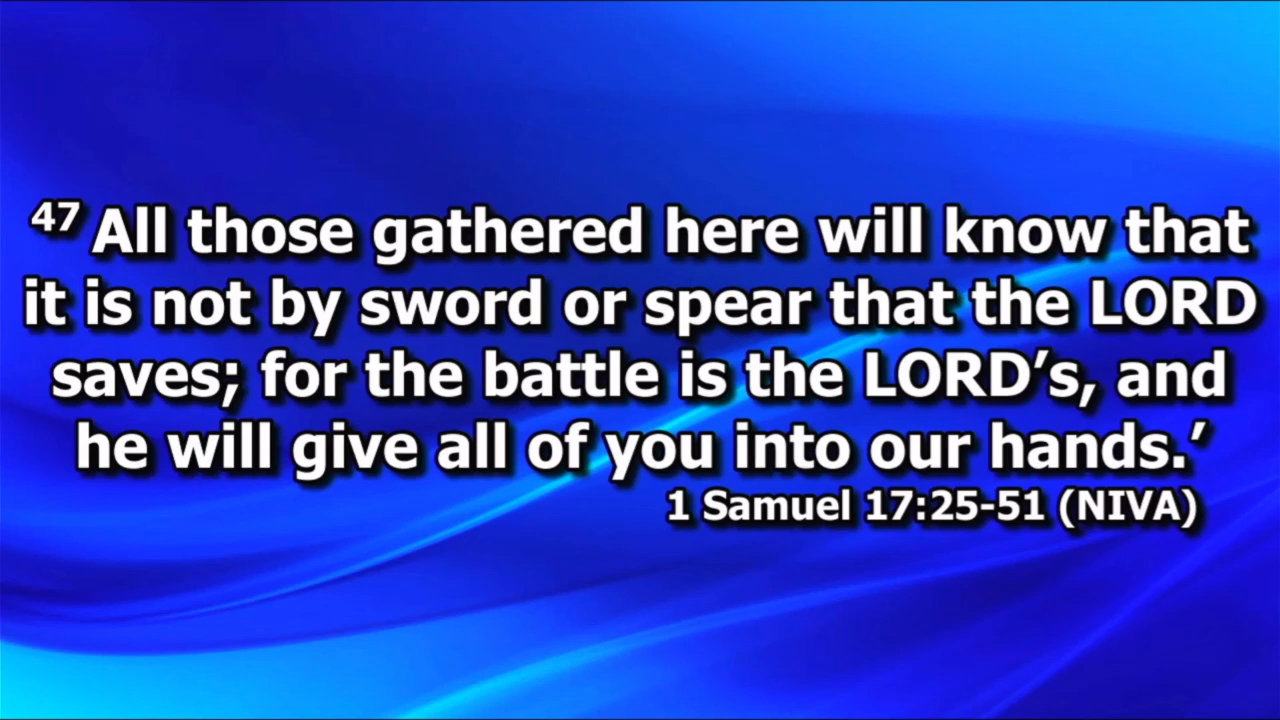 47 All those gathered here will know that
it is not by sword or spear that the LORD
saves; for the battle is the LORD’s, and
he will give all of you into our hands.’
1 Samuel 17:25-51 (NIVA)